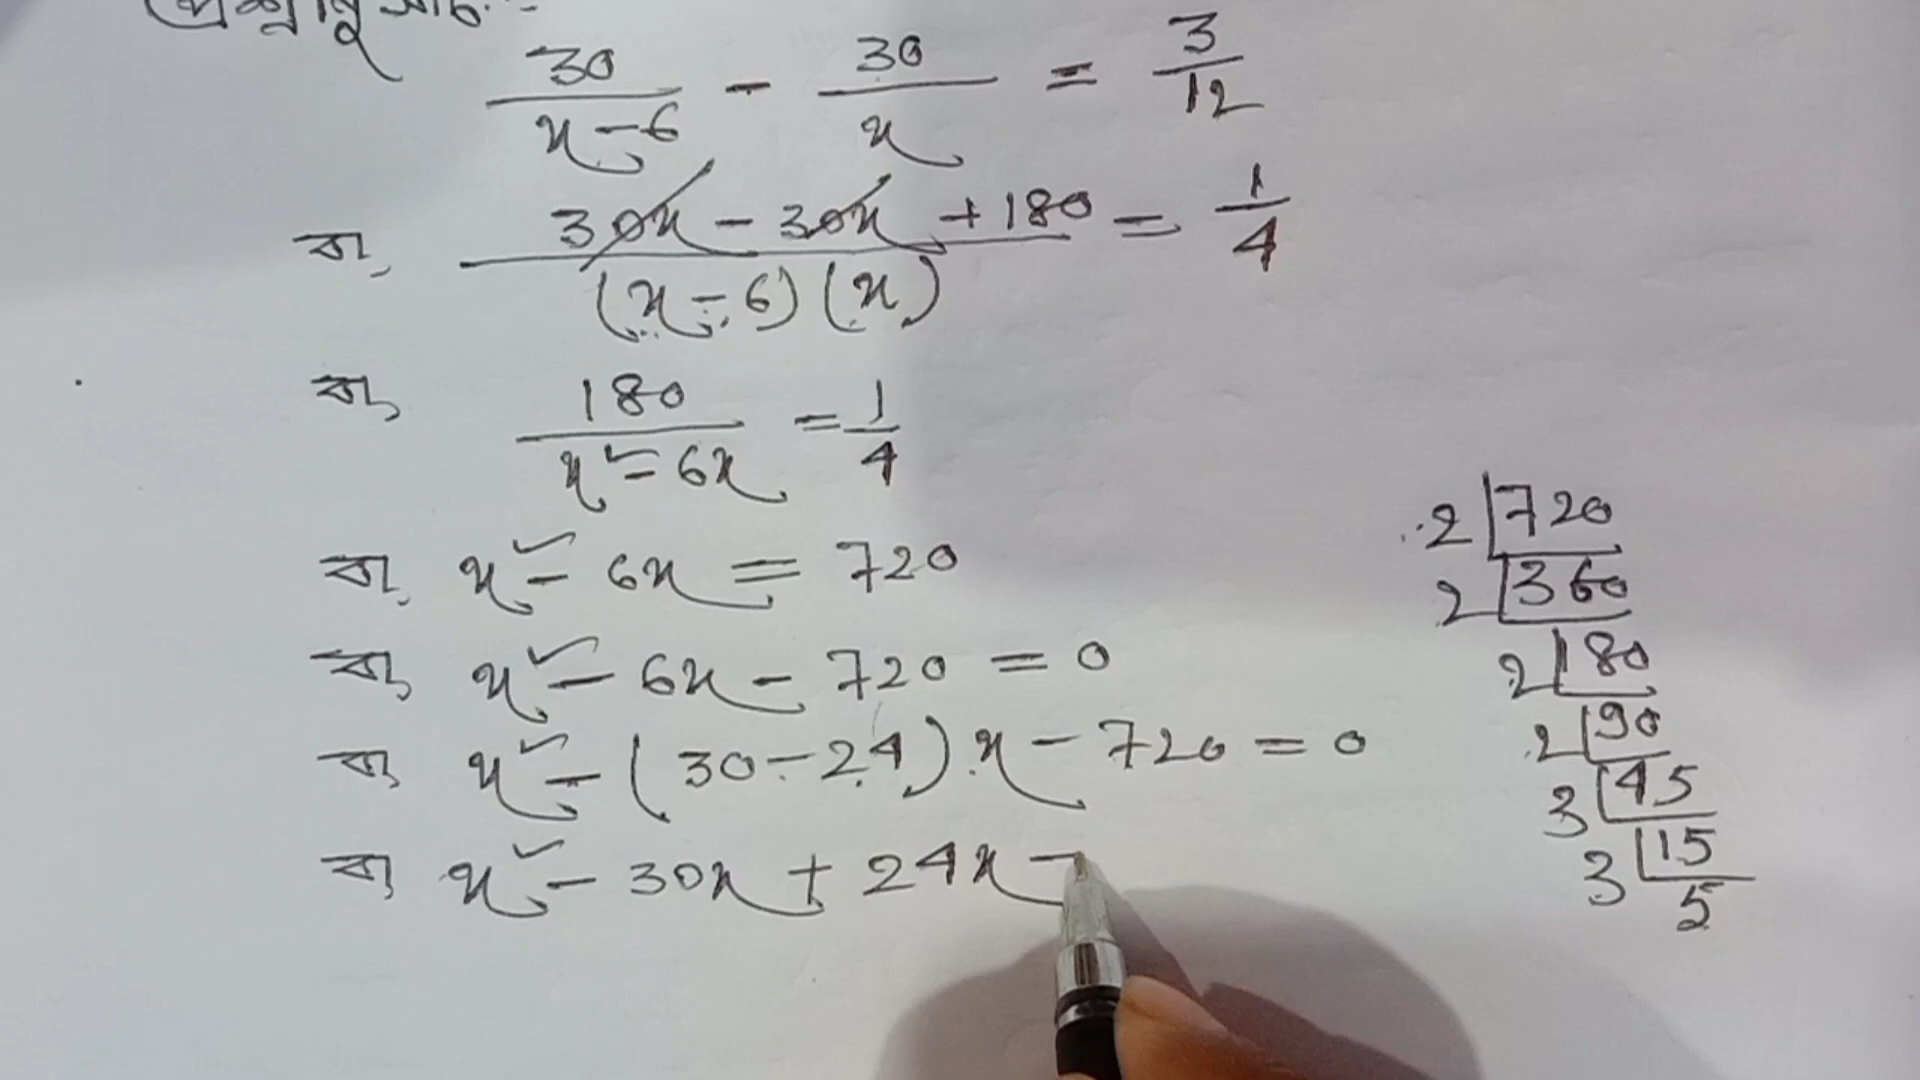 প্রশ্নানুসারে:-
30/(x-6) - 30/x = 3/12
বা, (30x - 30x + 180)/((x-6)(x)) = 1/4
বা, 180/(x² - 6x) = 1/4
বা, x² - 6x = 720
বা, x² - 6x - 720 = 0
বা, x² - (30-24)x - 720 = 0
বা, x² - 30x + 24x -
2 | 720
2 | 360
2 | 180
2 | 90
3 | 45
3 | 15
5